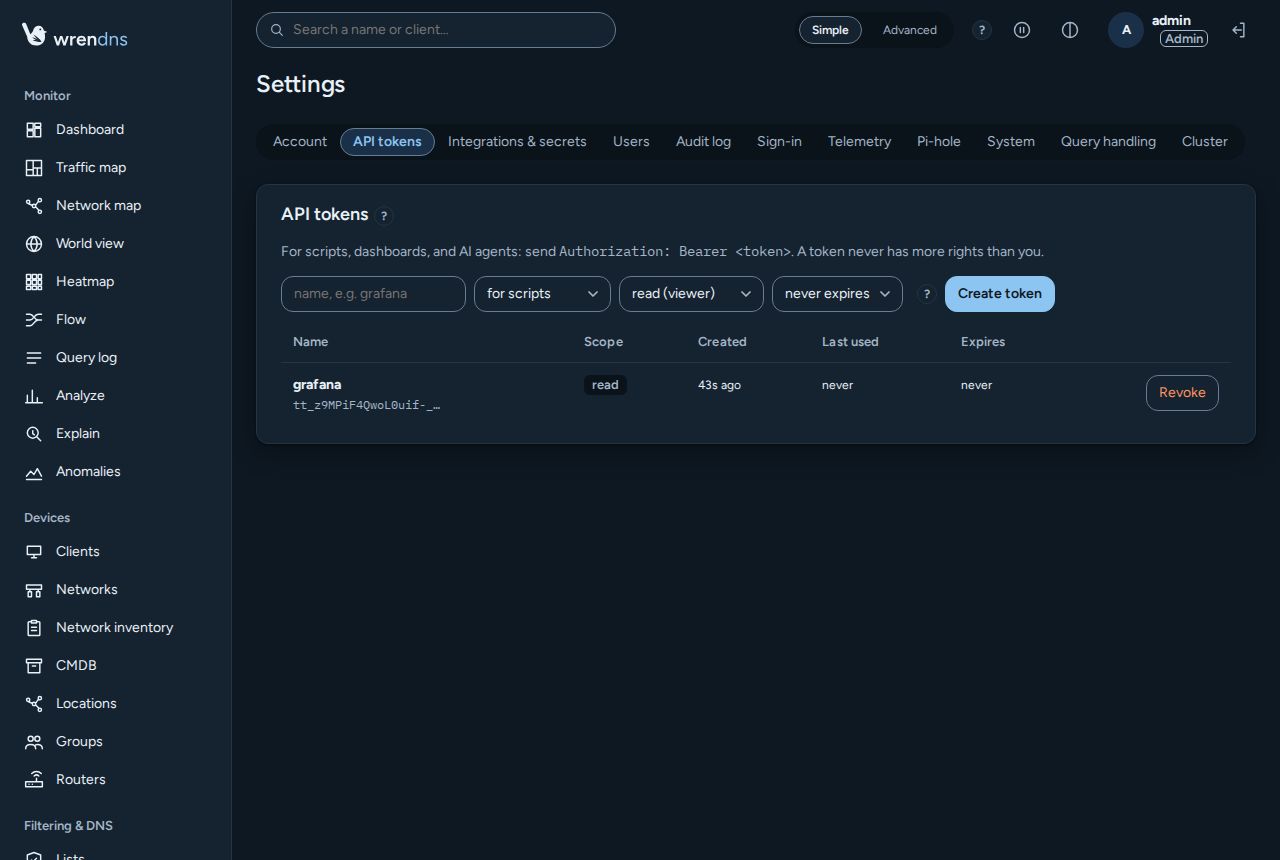 wrendns
Search a name or client...
Simple
Advanced
?
A
admin
Admin
Monitor
Dashboard
Traffic map
Network map
World view
Heatmap
Flow
Query log
Analyze
Explain
Anomalies
Devices
Clients
Networks
Network inventory
CMDB
Locations
Groups
Routers
Filtering & DNS
Lists
Settings
Account
API tokens
Integrations & secrets
Users
Audit log
Sign-in
Telemetry
Pi-hole
System
Query handling
Cluster
API tokens ?
For scripts, dashboards, and AI agents: send Authorization: Bearer <token>. A token never has more rights than you.
name, e.g. grafana
for scripts
read (viewer)
never expires
?
Create token
Name Scope Created Last used Expires
grafana read 43s ago never never Revoke
tt_z9MPiF4QwoL0uif-_…